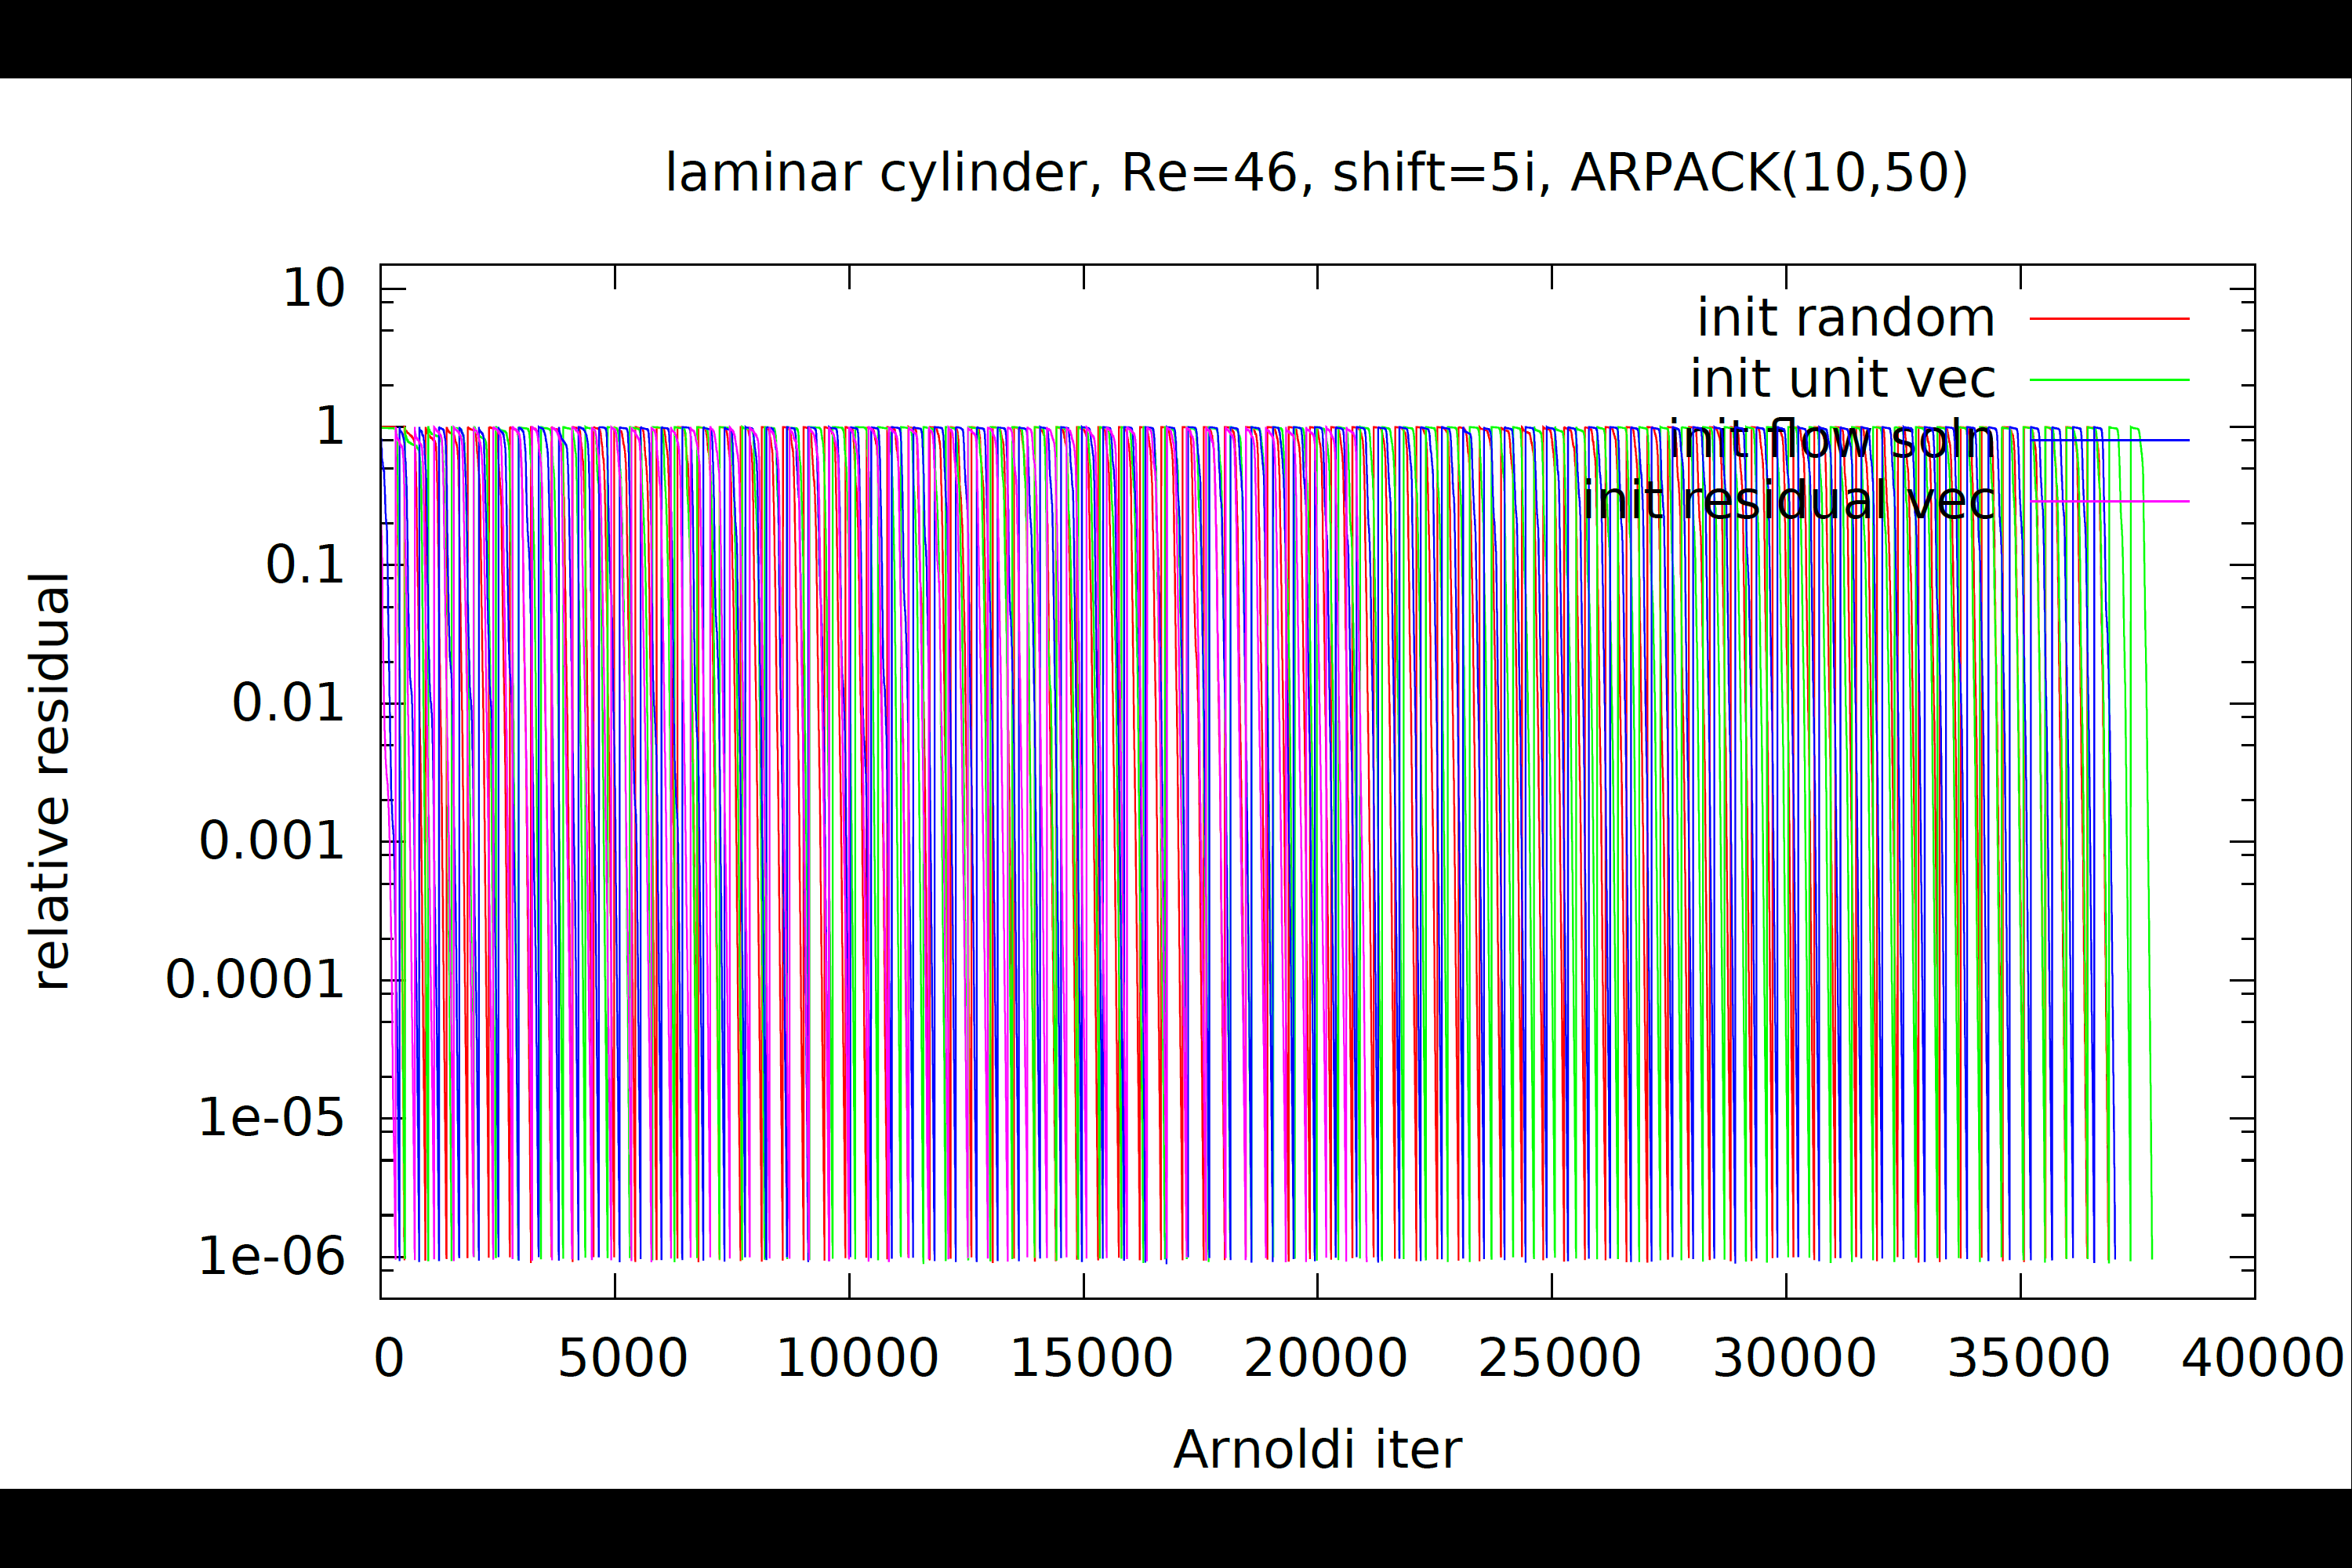 laminar cylinder, Re=46, shift=5i, ARPACK(10,50)
10
1
0.1
0.01
0.001
0.0001
1e-05
1e-06
relative residual
init random
init unit vec
init flow soln
init residual vec
0 5000 10000 15000 20000 25000 30000 35000 40000
Arnoldi iter